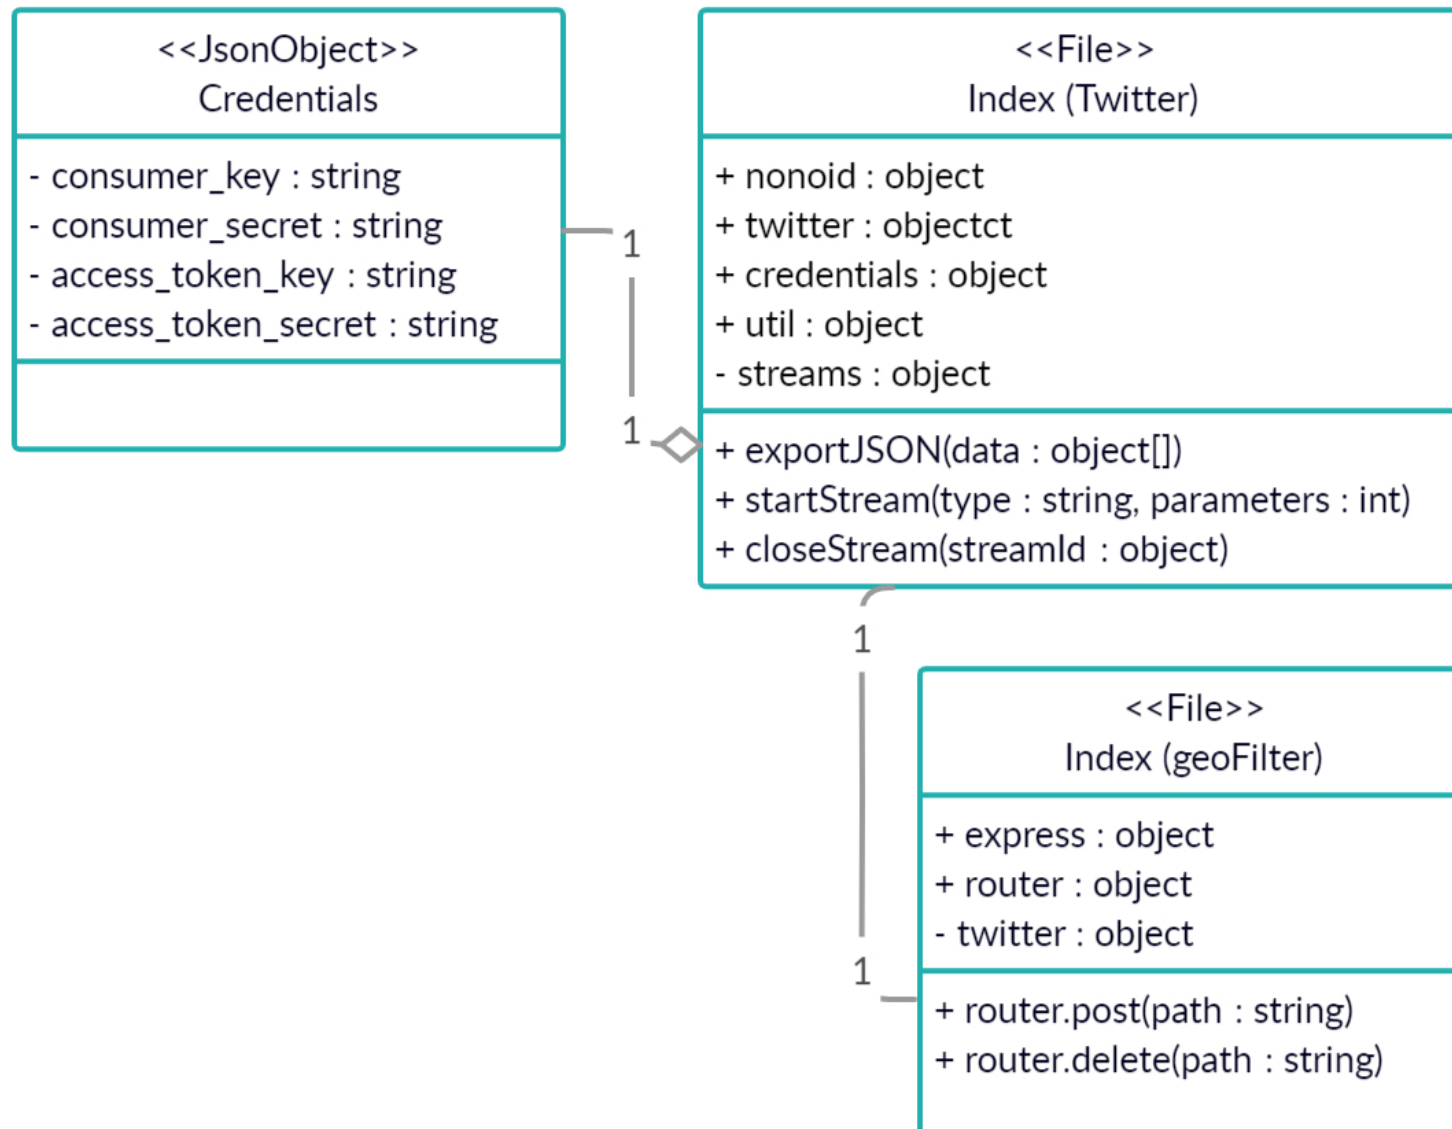 <<JsonObject>>
Credentials
- consumer_key : string
- consumer_secret : string
- access_token_key : string
- access_token_secret : string
1
1
<<File>>
Index (Twitter)
+ nonoid : object
+ twitter : objectct
+ credentials : object
+ util : object
- streams : object
+ exportJSON(data : object[])
+ startStream(type : string, parameters : int)
+ closeStream(streamId : object)
1
1
<<File>>
Index (geoFilter)
+ express : object
+ router : object
- twitter : object
+ router.post(path : string)
+ router.delete(path : string)